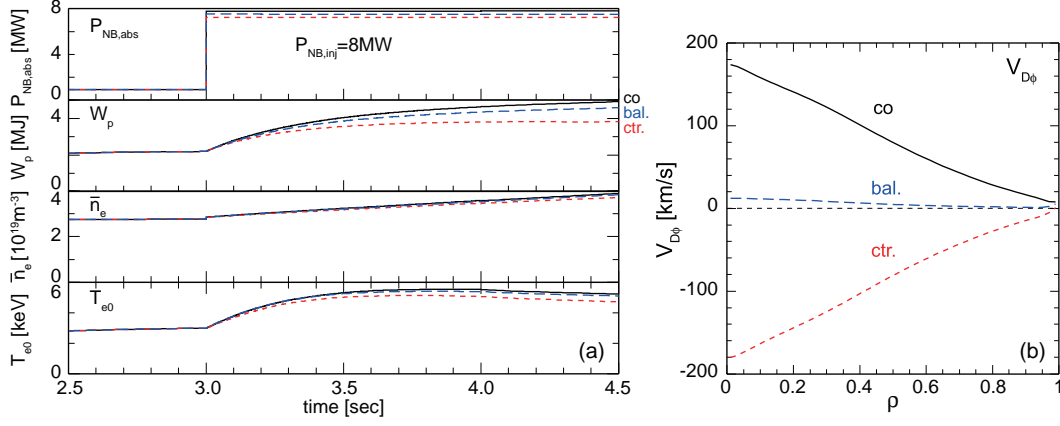 8
4
0
P_NB,abs [MW]
P_NB,abs
P_NB,inj=8MW
4
0
W_p [MJ]
W_p
co
bal.
ctr.
4
2
0
n̄_e [10^19 m^-3]
n̄_e
6
0
T_e0 [keV]
T_e0
(a)
2.5 3.0 3.5 4.0 4.5
time [sec]
200
100
0
-100
-200
V_Dϕ [km/s]
V_Dϕ
co
bal.
ctr.
(b)
0 0.2 0.4 0.6 0.8 1
ρ